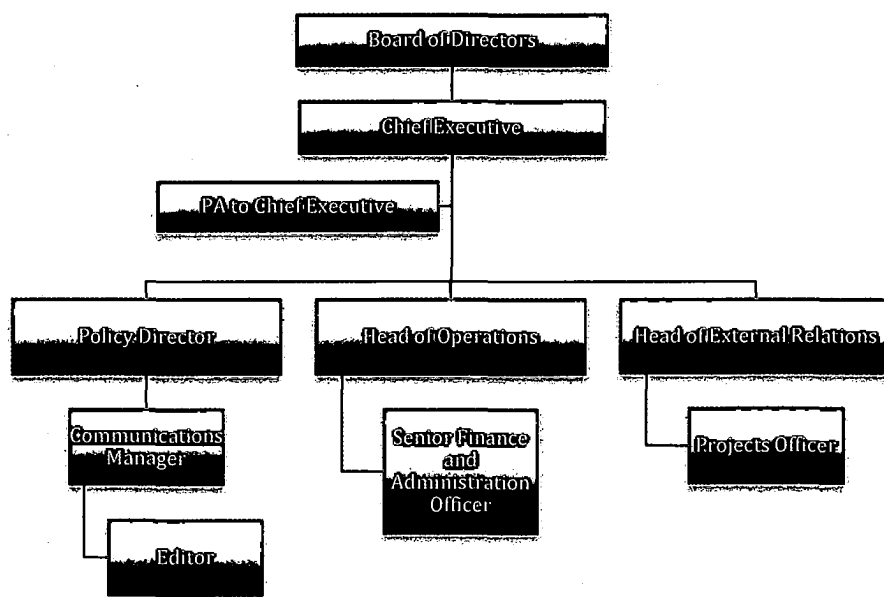 Board of Directors
Chief Executive
PA to Chief Executive
Policy Director
Head of Operations
Head of External Relations
Communications
Manager
Senior Finance
and
Administration
Officer
Projects Officer
Editor